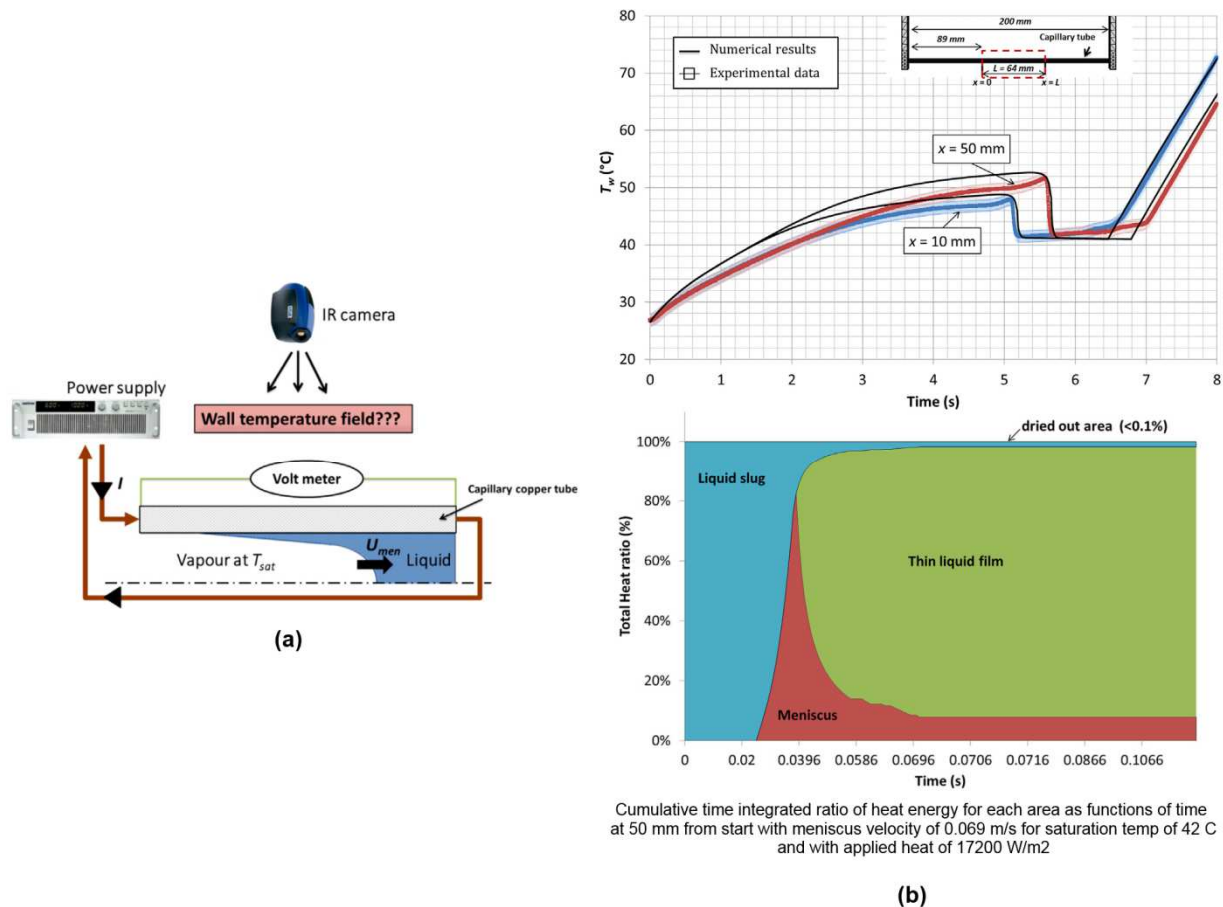 IR camera
Power supply
Wall temperature field???
Volt meter
I
Capillary copper tube
U_men
Vapour at T_sat
Liquid
(a)
80
70
60
50
40
30
20
T_w (°C)
Numerical results
Experimental data
200 mm
89 mm
Capillary tube
L = 64 mm
x = 0
x = L
x = 50 mm
x = 10 mm
0 1 2 3 4 5 6 7 8
Time (s)
dried out area (<0.1%)
100%
80%
60%
40%
20%
0%
Total Heat ratio (%)
Liquid slug
Thin liquid film
Meniscus
0 0.02 0.0396 0.0586 0.0696 0.0706 0.0716 0.0866 0.1066
Time (s)
Cumulative time integrated ratio of heat energy for each area as functions of time
at 50 mm from start with meniscus velocity of 0.069 m/s for saturation temp of 42 C
and with applied heat of 17200 W/m2
(b)